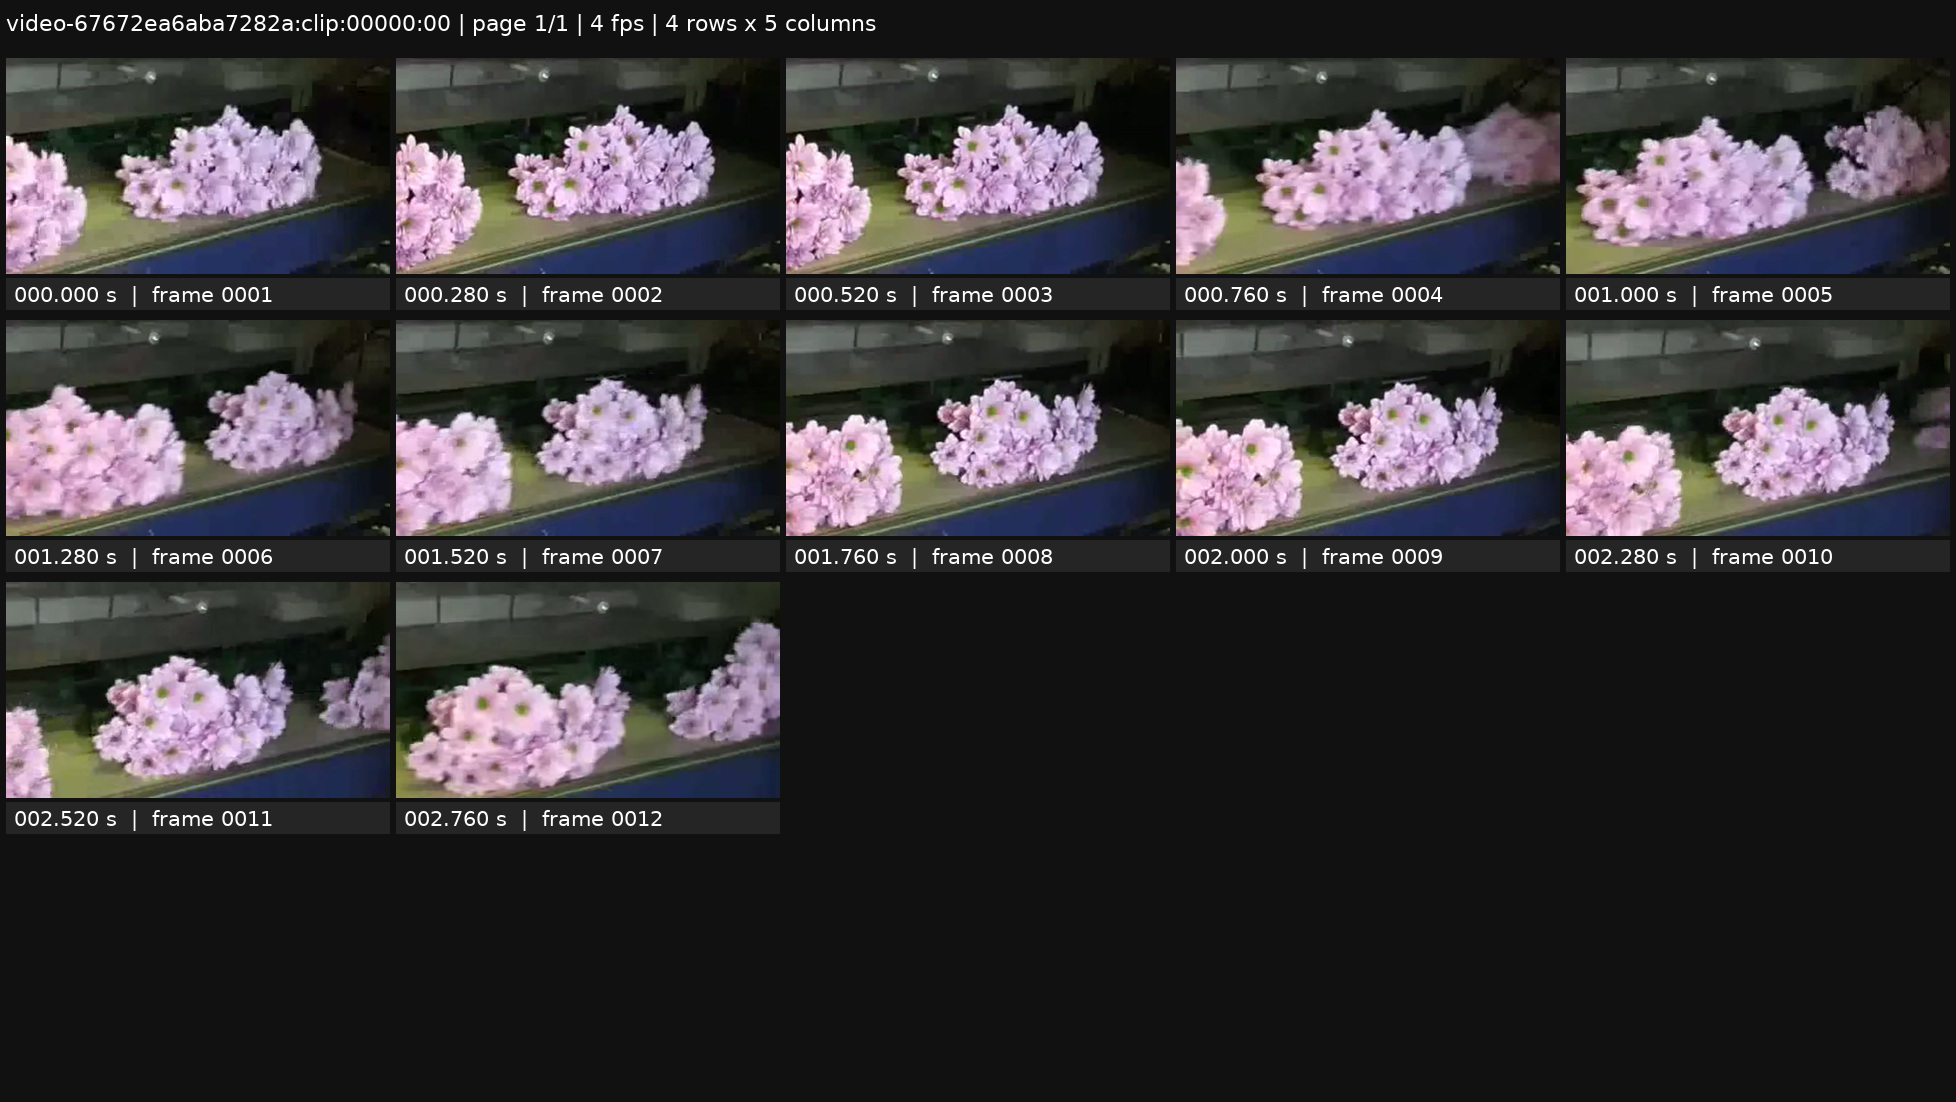 video-67672ea6aba7282a:clip:00000:00 | page 1/1 | 4 fps | 4 rows x 5 columns
000.000 s | frame 0001
000.280 s | frame 0002
000.520 s | frame 0003
000.760 s | frame 0004
001.000 s | frame 0005
001.280 s | frame 0006
001.520 s | frame 0007
001.760 s | frame 0008
002.000 s | frame 0009
002.280 s | frame 0010
002.520 s | frame 0011
002.760 s | frame 0012